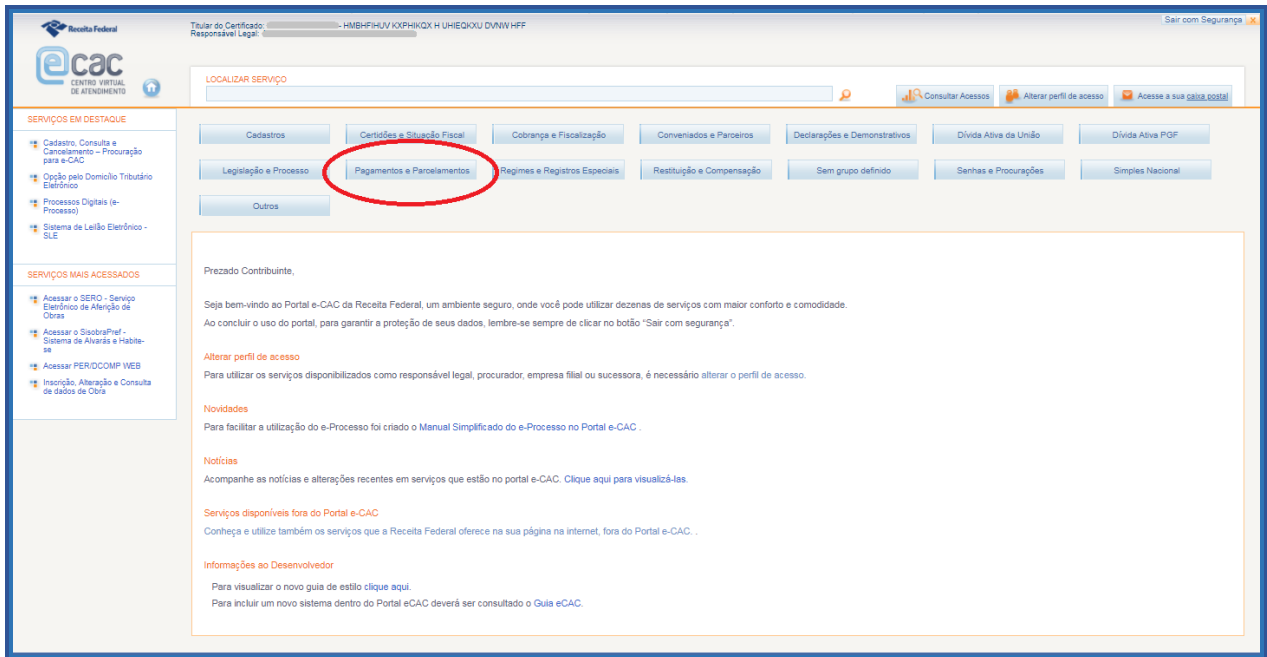 Receita Federal
Titular do Certificado: - HMBHFIHUV KXPHIKQX H UHIEQKXU DVNW HFF
Responsável Legal:
Sair com Segurança X
e
cac
CENTRO VIRTUAL
DE ATENDIMENTO
LOCALIZAR SERVIÇO
Consultar Acessos
Alterar perfil de acesso
Acesse a sua caixa postal
SERVIÇOS EM DESTAQUE
Cadastro, Consulta e
Cancelamento – Procuração
para e-CAC
Opção pelo Domicílio Tributário
Eletrônico
Processos Digitais (e-
Processo)
Sistema de Leilão Eletrônico -
SLE
SERVIÇOS MAIS ACESSADOS
Acessar o SERO - Serviço
Eletrônico de Aferição de
Obras
Acessar o SisobraPref -
Sistema de Alvarás e Habite-
se
Acessar PER/DCOMP WEB
Inscrição, Alteração e Consulta
de dados de Obra
Cadastros
Certidões e Situação Fiscal
Cobrança e Fiscalização
Conveniados e Parceiros
Declarações e Demonstrativos
Dívida Ativa da União
Dívida Ativa PGF
Legislação e Processo
Pagamentos e Parcelamentos
Regimes e Registros Especiais
Restituição e Compensação
Sem grupo definido
Senhas e Procurações
Simples Nacional
Outros
Prezado Contribuinte,
Seja bem-vindo ao Portal e-CAC da Receita Federal, um ambiente seguro, onde você pode utilizar dezenas de serviços com maior conforto e comodidade.
Ao concluir o uso do portal, para garantir a proteção de seus dados, lembre-se sempre de clicar no botão “Sair com segurança”.
Alterar perfil de acesso
Para utilizar os serviços disponibilizados como responsável legal, procurador, empresa filial ou sucessora, é necessário alterar o perfil de acesso.
Novidades
Para facilitar a utilização do e-Processo foi criado o Manual Simplificado do e-Processo no Portal e-CAC .
Notícias
Acompanhe as notícias e alterações recentes em serviços que estão no portal e-CAC. Clique aqui para visualizá-las.
Serviços disponíveis fora do Portal e-CAC
Conheça e utilize também os serviços que a Receita Federal oferece na sua página na internet, fora do Portal e-CAC. .
Informações ao Desenvolvedor
Para visualizar o novo guia de estilo clique aqui.
Para incluir um novo sistema dentro do Portal eCAC deverá ser consultado o Guia eCAC.